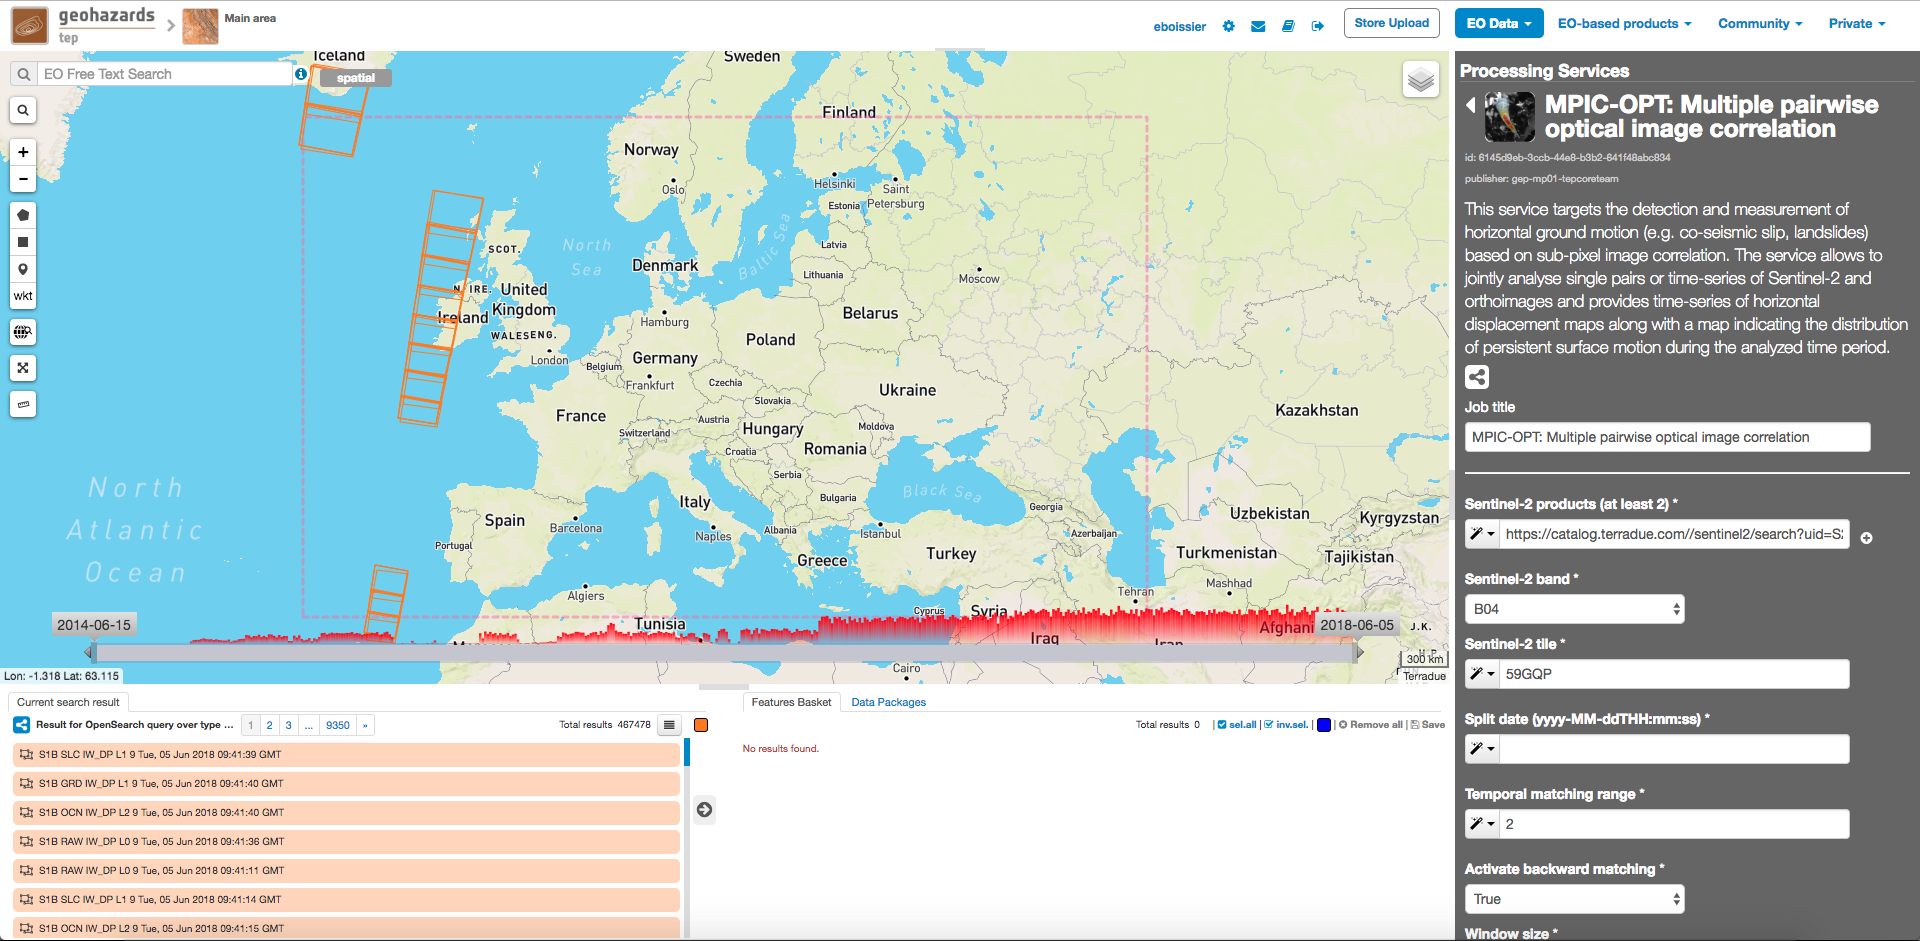 geohazards
tep
Main area
eboissier
Store Upload
EO Data
EO-based products
Community
Private
EO Free Text Search
spatial
+
−
wkt
Iceland
Sweden
Finland
Norway
Oslo
Helsinki
Saint
Petersburg
Estonia
Latvia
Lithuania
Baltic Sea
North
Sea
SCOT.
Denmark
Moscow
N. IRE.
United
Kingdom
Ireland
WALES
ENG.
London
Hamburg
Belarus
Poland
Germany
Belgium
Frankfurt
Czechia
Ukraine
Slovakia
Kazakhstan
France
Austria
Switzerland
Hungary
Moldova
Croatia
Romania
Serbia
North
Atlantic
Ocean
Italy
Bulgaria
Black Sea
Georgia
Uzbekistan
Kyrgyzstan
Spain
Barcelona
Naples
Albania
Istanbul
Azerbaijan
Portugal
Greece
Turkey
Turkmenistan
Tajikistan
Mashhad
Algiers
Tehran
Cyprus
Syria
Tunisia
Iraq
Iran
Afghani
J.K.
Cairo
2014-06-15
2018-06-05
300 km
Terradue
Lon: -1.318 Lat: 63.115
Current search result
Result for OpenSearch query over type ...
1
2
3
...
9350
»
Total results 467478
S1B SLC IW_DP L1 9 Tue, 05 Jun 2018 09:41:39 GMT
S1B GRD IW_DP L1 9 Tue, 05 Jun 2018 09:41:40 GMT
S1B OCN IW_DP L2 9 Tue, 05 Jun 2018 09:41:40 GMT
S1B RAW IW_DP L0 9 Tue, 05 Jun 2018 09:41:36 GMT
S1B RAW IW_DP L0 9 Tue, 05 Jun 2018 09:41:11 GMT
S1B SLC IW_DP L1 9 Tue, 05 Jun 2018 09:41:14 GMT
S1B OCN IW_DP L2 9 Tue, 05 Jun 2018 09:41:15 GMT
Features Basket
Data Packages
Total results 0 | sel.all | inv.sel. | | Remove all | Save
No results found.
Processing Services
MPIC-OPT: Multiple pairwise
optical image correlation
id: 6145d9eb-3ccb-44e8-b3b2-641f48abc834
publisher: gep-mp01-tepcoreteam
This service targets the detection and measurement of
horizontal ground motion (e.g. co-seismic slip, landslides)
based on sub-pixel image correlation. The service allows to
jointly analyse single pairs or time-series of Sentinel-2 and
orthoimages and provides time-series of horizontal
displacement maps along with a map indicating the distribution
of persistent surface motion during the analyzed time period.
Job title
MPIC-OPT: Multiple pairwise optical image correlation
Sentinel-2 products (at least 2) *
https://catalog.terradue.com//sentinel2/search?uid=S2
Sentinel-2 band *
B04
Sentinel-2 tile *
59GQP
Split date (yyyy-MM-ddTHH:mm:ss) *
Temporal matching range *
2
Activate backward matching *
True
Window size *